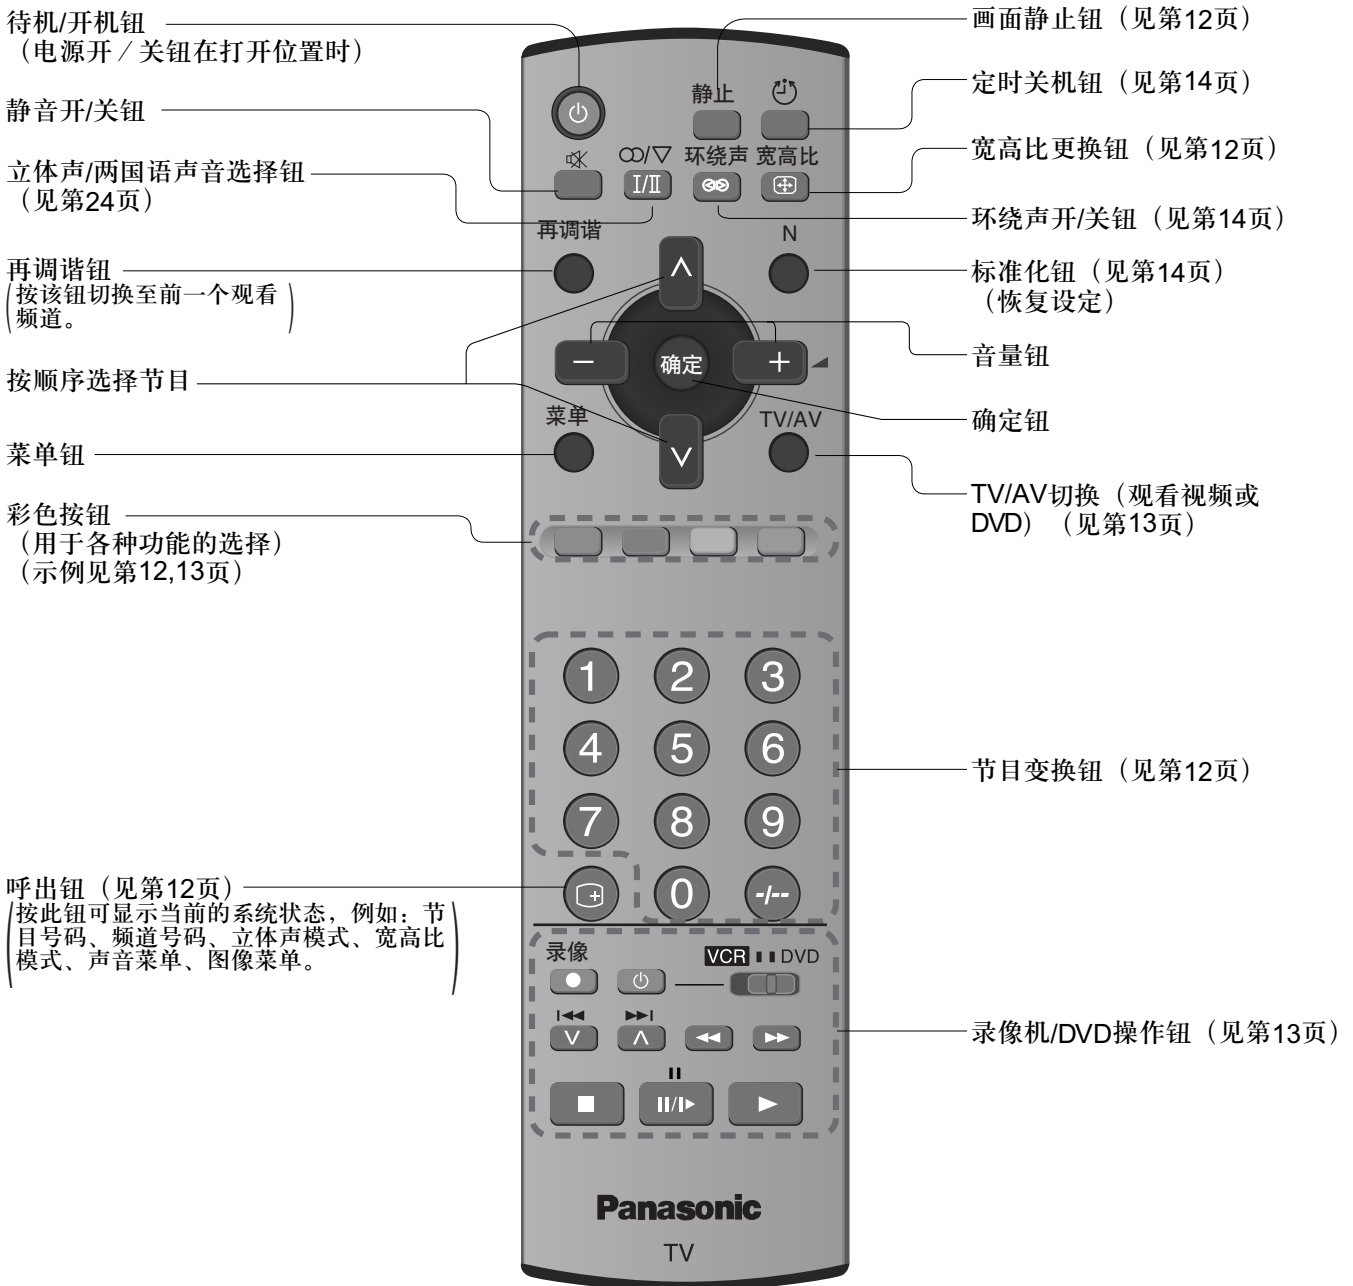 待机/开机钮
（电源开／关钮在打开位置时）
静音开/关钮
立体声/两国语声音选择钮
（见第24页）
再调谐钮
按该钮切换至前一个观看
频道。
按顺序选择节目
菜单钮
彩色按钮
（用于各种功能的选择）
（示例见第12,13页）
呼出钮（见第12页）
按此钮可显示当前的系统状态，例如：节
目号码、频道号码、立体声模式、宽高比
模式、声音菜单、图像菜单。
静止
环绕声 宽高比
I/II
再调谐
N
确定
菜单
TV/AV
1 2 3
4 5 6
7 8 9
0 -/--
录像
VCR DVD
Panasonic
TV
画面静止钮（见第12页）
定时关机钮（见第14页）
宽高比更换钮（见第12页）
环绕声开/关钮（见第14页）
标准化钮（见第14页）
（恢复设定）
音量钮
确定钮
TV/AV切换（观看视频或
DVD）（见第13页）
节目变换钮（见第12页）
录像机/DVD操作钮（见第13页）